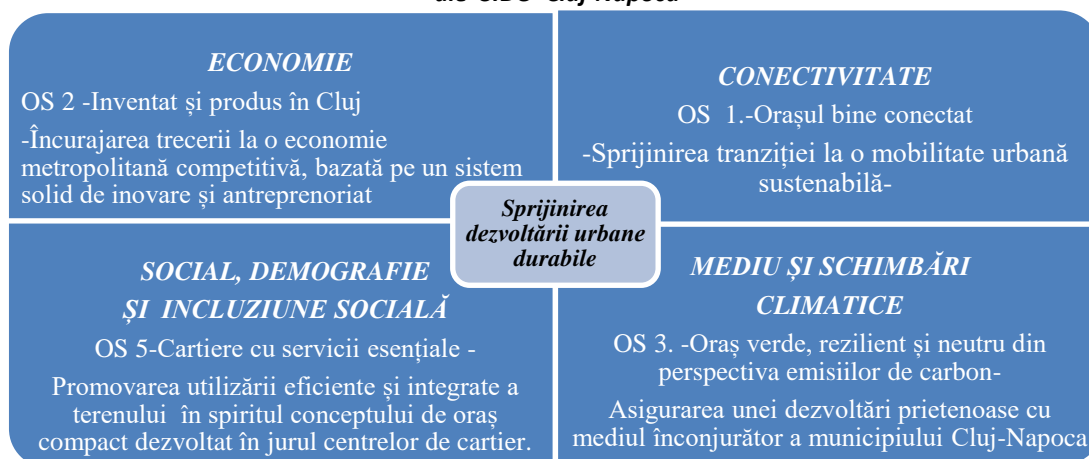 ECONOMIE
OS 2 -Inventat și produs în Cluj
-Încurajarea trecerii la o economie
metropolitană competitivă, bazată pe un sistem
solid de inovare și antreprenoriat
CONECTIVITATE
OS 1.-Orașul bine conectat
-Sprijinirea tranziției la o mobilitate urbană
sustenabilă-
Sprijinirea
dezvoltării urbane
durabile
SOCIAL, DEMOGRAFIE
ȘI INCLUZIUNE SOCIALĂ
OS 5-Cartiere cu servicii esențiale -
Promovarea utilizării eficiente și integrate a
terenului în spiritul conceptului de oraș
compact dezvoltat în jurul centrelor de cartier.
MEDIU ȘI SCHIMBĂRI
CLIMATICE
OS 3. -Oraș verde, rezilient și neutru din
perspectiva emisiilor de carbon-
Asigurarea unei dezvoltări prietenoase cu
mediul înconjurător a municipiului Cluj-Napoca